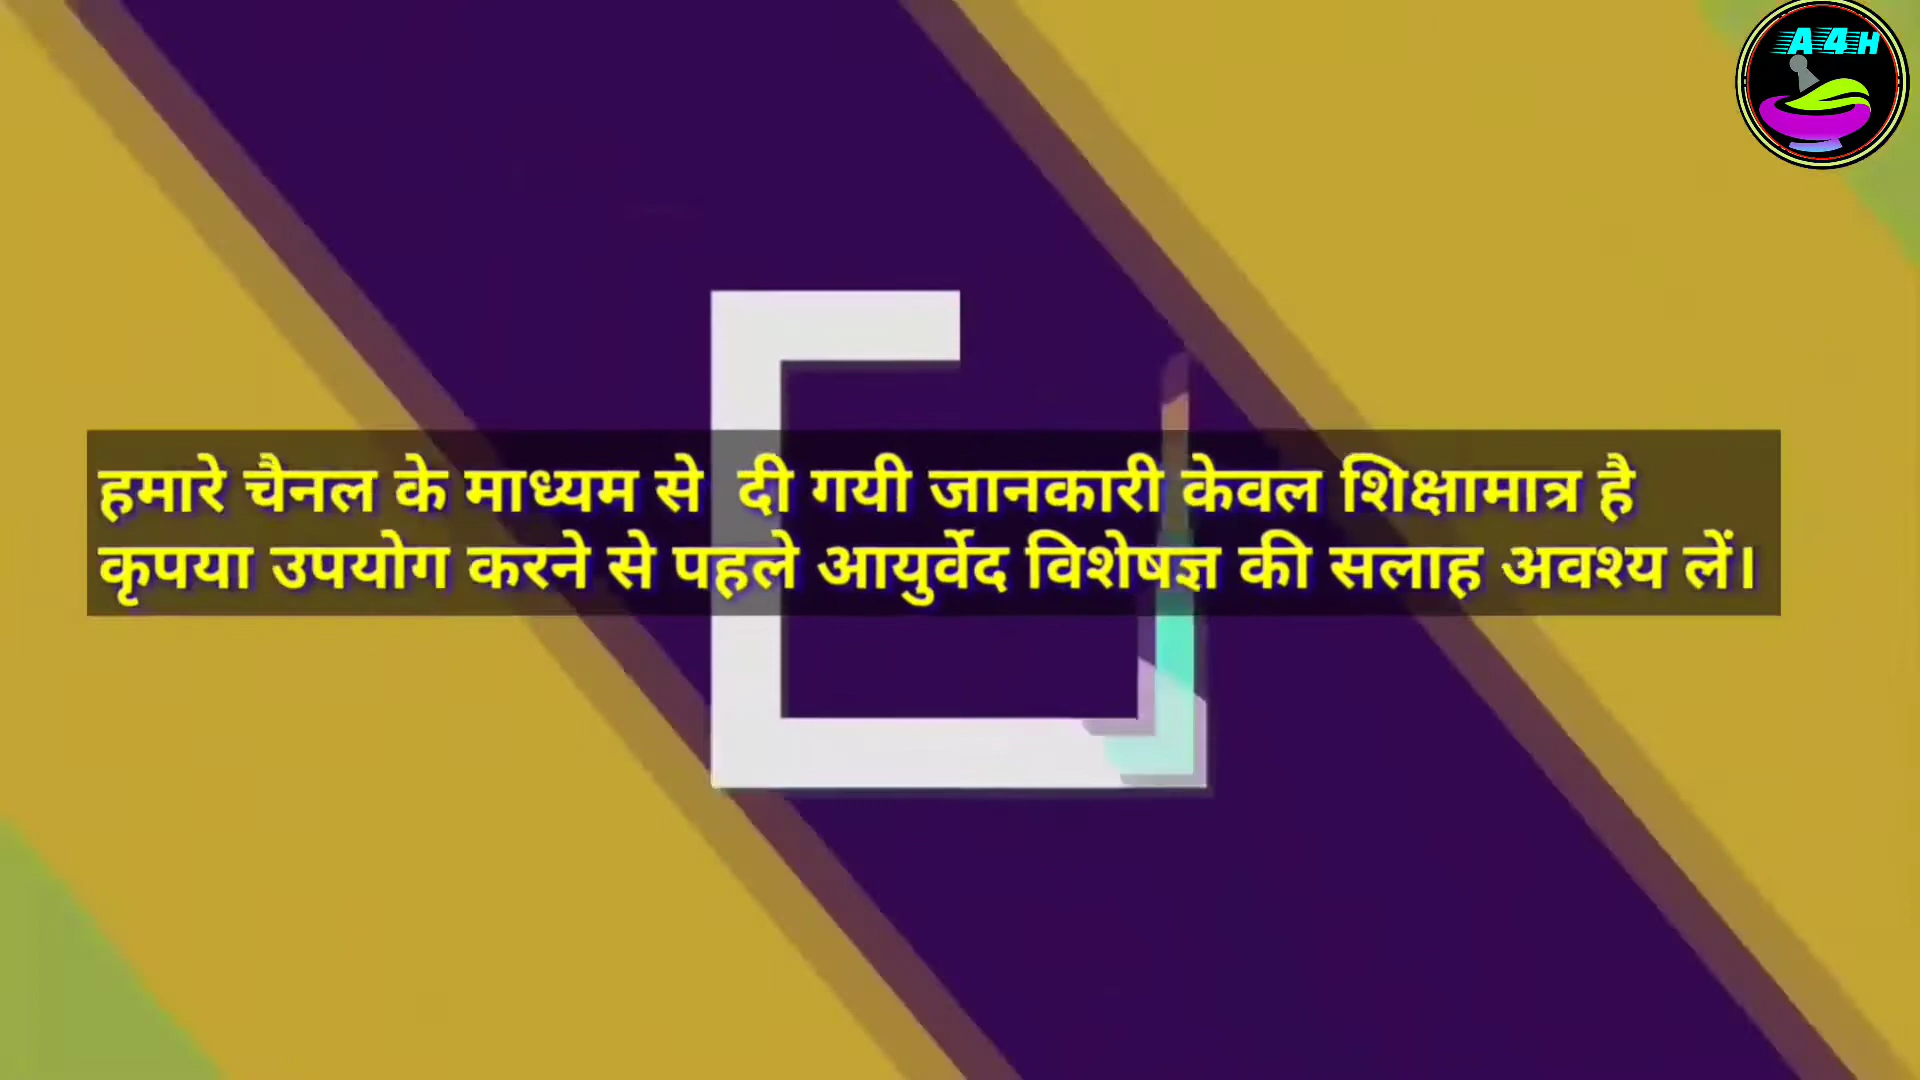 A4H
हमारे चैनल के माध्यम से दी गयी जानकारी केवल शिक्षामात्र है
कृपया उपयोग करने से पहले आयुर्वेद विशेषज्ञ की सलाह अवश्य लें।